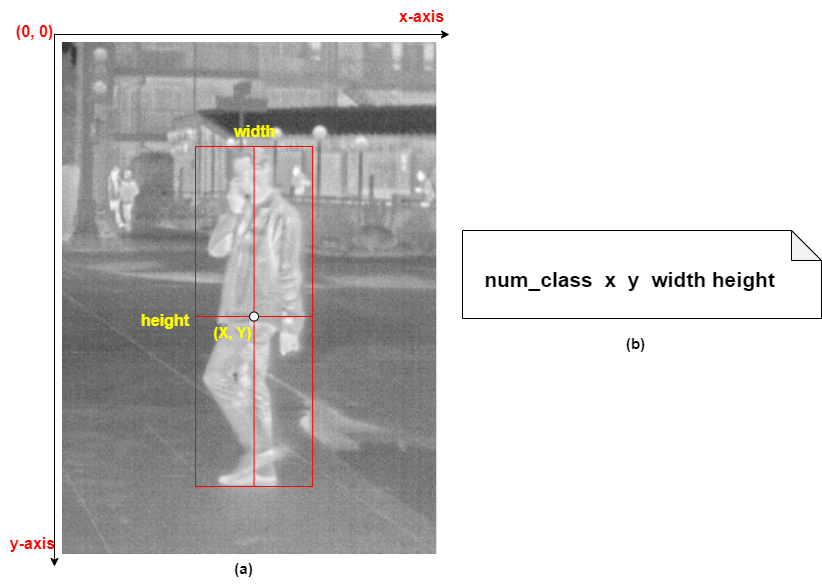 x-axis
(0, 0)
width
height
(X, Y)
num_class x y width height
(b)
y-axis
(a)